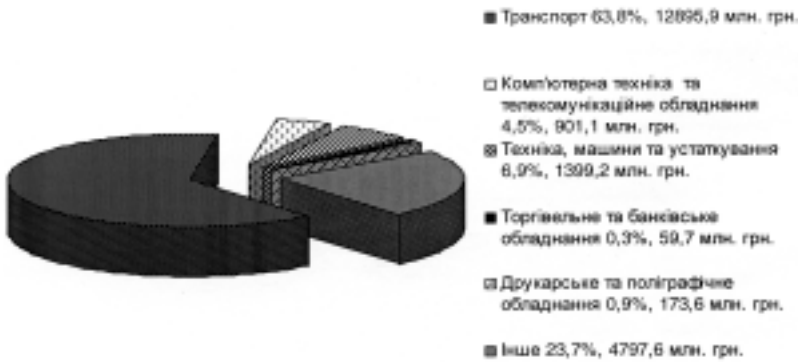 Транспорт 63,8%, 12895,9 млн. грн.
Комп'ютерна техніка та
телекомунікаційне обладнання
4,5%, 901,1 млн. грн.
Техніка, машини та устаткування
6,9%, 1399,2 млн. грн.
Торгівельне та банківське
обладнання 0,3%, 59,7 млн. грн.
Друкарське та поліграфічне
обладнання 0,9%, 173,6 млн. грн.
Інше 23,7%, 4797,6 млн. грн.